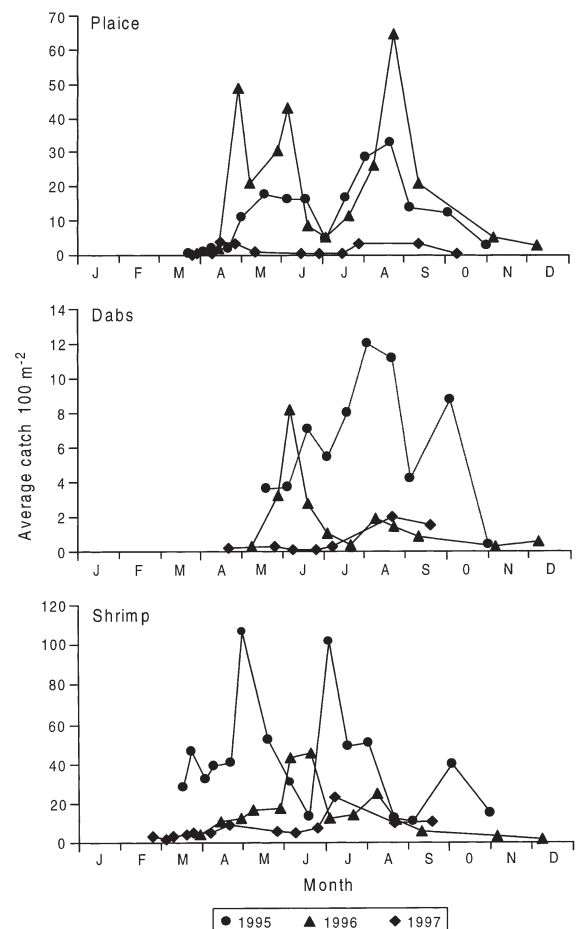 Plaice
70
60
50
40
30
20
10
0
J F M A M J J A S 0 N D
Dabs
14
12
10
8
6
4
2
0
J F M A M J J A S 0 N D
Average catch 100 m⁻²
Shrimp
120
100
80
60
40
20
0
J F M A M J J A S 0 N D
Month
1995 1996 1997